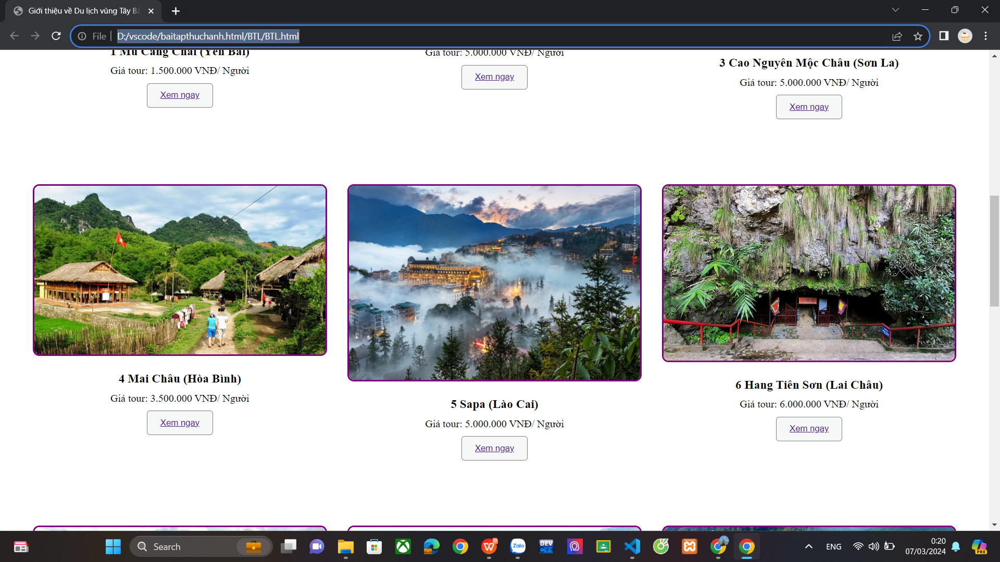 Giới thiệu về Du lịch vùng Tây Bắ
File
D:/vscode/baitapthuchanh.html/BTL/BTL.html
1 Mù Cang Chải (Yên Bái)
Giá tour: 1.500.000 VNĐ/ Người
Xem ngay
Giá tour: 5.000.000 VNĐ/ Người
Xem ngay
3 Cao Nguyên Mộc Châu (Sơn La)
Giá tour: 5.000.000 VNĐ/ Người
Xem ngay
4 Mai Châu (Hòa Bình)
Giá tour: 3.500.000 VNĐ/ Người
Xem ngay
5 Sapa (Lào Cai)
Giá tour: 5.000.000 VNĐ/ Người
Xem ngay
6 Hang Tiên Sơn (Lai Châu)
Giá tour: 6.000.000 VNĐ/ Người
Xem ngay
Search
Zalo
DEV
C++
PRE
ENG
0:20
07/03/2024